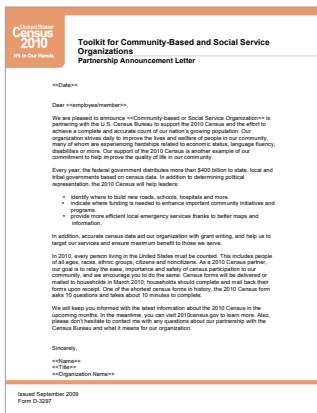 United States
Census
2010
It's In Our Hands
Toolkit for Community-Based and Social Service
Organizations
Partnership Announcement Letter
<<Date>>
Dear <<employee/member>>,
We are pleased to announce <<Community-based or Social Service Organization>> is
partnering with the U.S. Census Bureau to support the 2010 Census and the effort to
achieve a complete and accurate count of our nation's growing population. Our
organization strives daily to improve the lives and welfare of people in our community,
many of whom are experiencing hardships related to economic status, language fluency,
disabilities or more. Our support of the 2010 Census is another example of our
commitment to help improve the quality of life in our community.
Every year, the federal government distributes more than $400 billion to state, local and
tribal governments based on census data. In addition to determining political
representation, the 2010 Census will help leaders:
• identify where to build new roads, schools, hospitals and more.
• indicate where funding is needed to enhance important community initiatives and
programs.
• provide more efficient local emergency services thanks to better maps and
information.
In addition, accurate census data aid our organization with grant writing, and help us to
target our services and ensure maximum benefit to those we serve.
In 2010, every person living in the United States must be counted. This includes people
of all ages, races, ethnic groups, citizens and noncitizens. As a 2010 Census partner,
our goal is to relay the ease, importance and safety of census participation to our
community, and we encourage you to do the same. Census forms will be delivered or
mailed to households in March 2010; households should complete and mail back their
forms upon receipt. One of the shortest census forms in history, the 2010 Census form
asks 10 questions and takes about 10 minutes to complete.
We will keep you informed with the latest information about the 2010 Census in the
upcoming months. In the meantime, you can visit 2010census.gov to learn more. Also,
please don't hesitate to contact me with any questions about our partnership with the
Census Bureau and what it means for our organization.
Sincerely,
<<Name>>
<<Title>>
<<Organization Name>>
Issued September 2009
Form D-3297